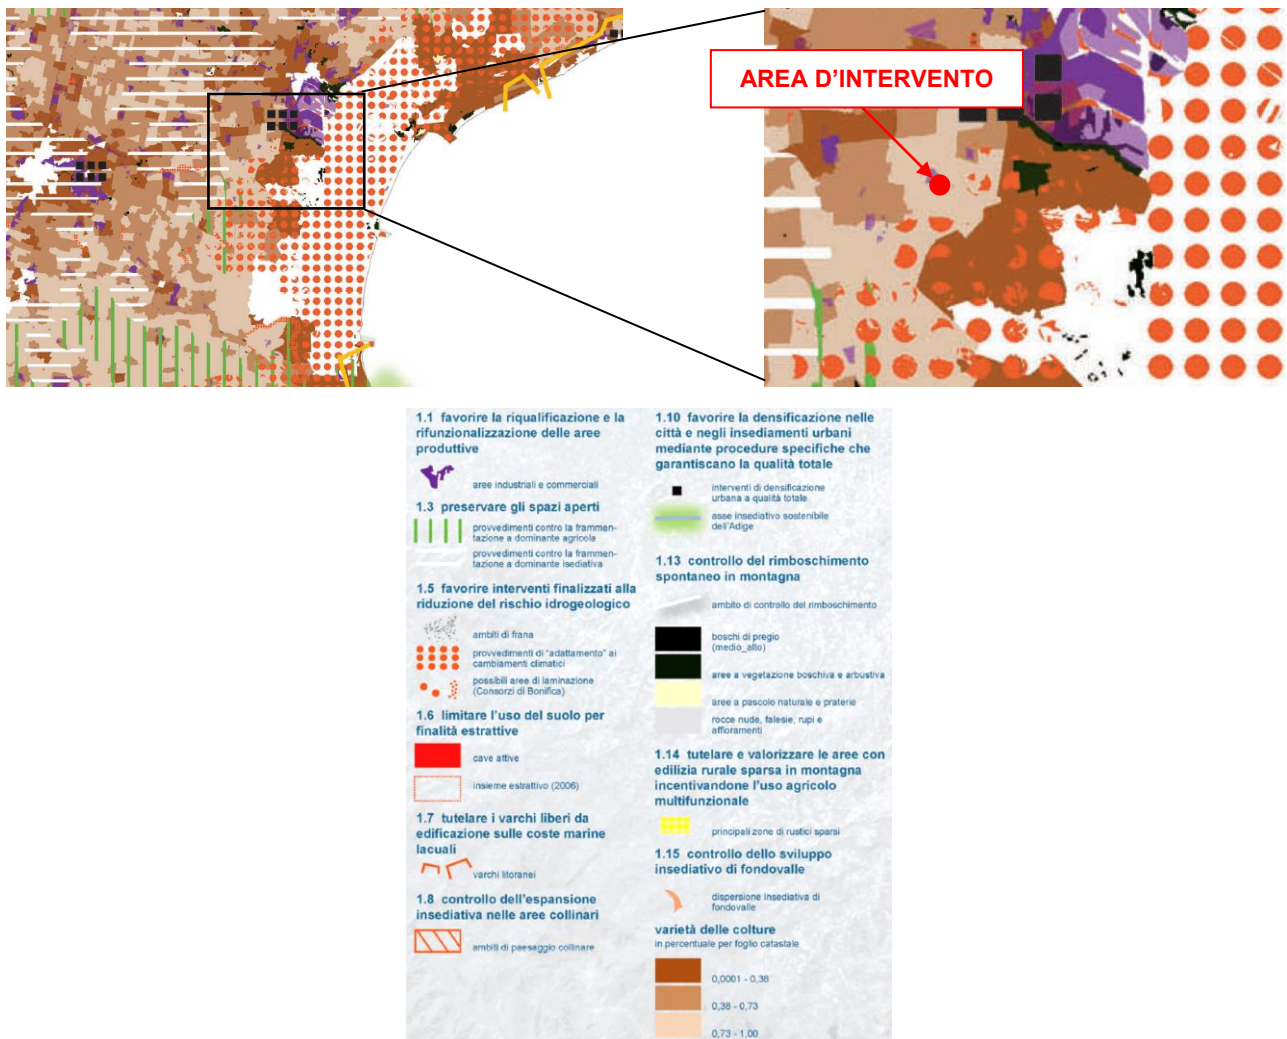 AREA D'INTERVENTO
1.1 favorire la riqualificazione e la
rifunzionalizzazione delle aree
produttive
aree industriali e commerciali
1.3 preservare gli spazi aperti
provvedimenti contro la frammen-
tazione a dominante agricola
provvedimenti contro la frammen-
tazione a dominante isediativa
1.5 favorire interventi finalizzati alla
riduzione del rischio idrogeologico
ambiti di frana
provvedimenti di "adattamento" ai
cambiamenti climatici
possibili aree di laminazione
(Consorzi di Bonifica)
1.6 limitare l'uso del suolo per
finalità estrattive
cave attive
insieme estrattivo (2006)
1.7 tutelare i varchi liberi da
edificazione sulle coste marine
lacuali
varchi litoranei
1.8 controllo dell'espansione
insediativa nelle aree collinari
ambiti di paesaggio collinare
1.10 favorire la densificazione nelle
città e negli insediamenti urbani
mediante procedure specifiche che
garantiscano la qualità totale
interventi di densificazione
urbana a qualità totale
asse insediativo sostenibile
dell'Adige
1.13 controllo del rimboschimento
spontaneo in montagna
ambito di controllo del rimboschimento
boschi di pregio
(medio_alto)
aree a vegetazione boschiva e arbustiva
aree a pascolo naturale e praterie
rocce nude, falesie, rupi e
affioramenti
1.14 tutelare e valorizzare le aree con
edilizia rurale sparsa in montagna
incentivandone l'uso agricolo
multifunzionale
principali zone di rustici sparsi
1.15 controllo dello sviluppo
insediativo di fondovalle
dispersione insediativa di
fondovalle
varietà delle colture
in percentuale per foglio catastale
0,0001 - 0,38
0,38 - 0,73
0,73 - 1,00